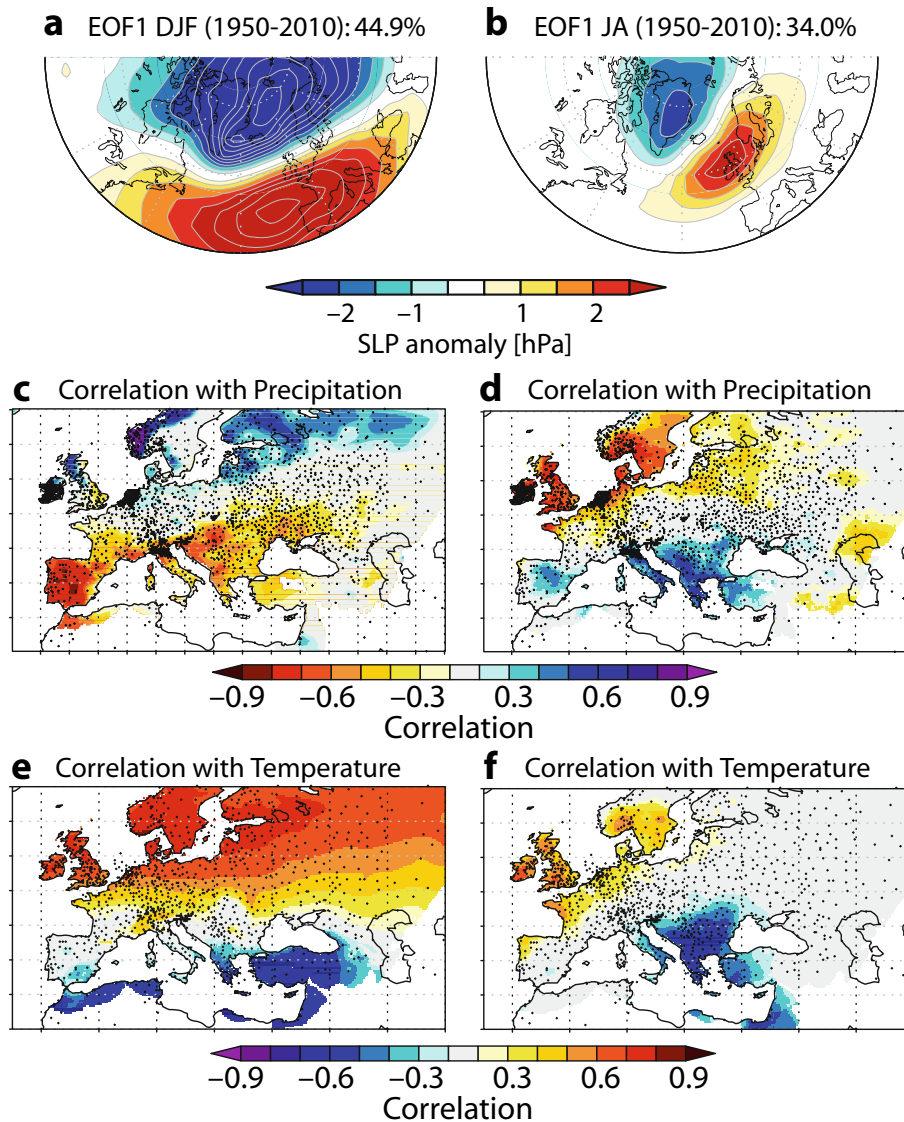 a EOF1 DJF (1950-2010): 44.9%
b EOF1 JA (1950-2010): 34.0%
−2 −1 1 2
SLP anomaly [hPa]
c Correlation with Precipitation
d Correlation with Precipitation
−0.9 −0.6 −0.3 0.3 0.6 0.9
Correlation
e Correlation with Temperature
f Correlation with Temperature
−0.9 −0.6 −0.3 0.3 0.6 0.9
Correlation